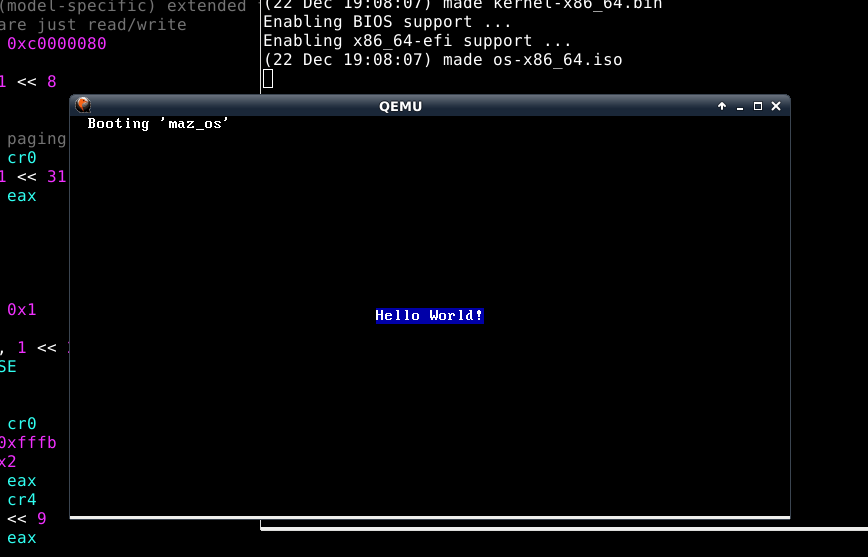 (model-specific) extended
are just read/write
0xc0000080
1 << 8
paging
cr0
1 << 31
eax
0x1
, 1 <<
SE
cr0
0xfffb
x2
eax
cr4
<< 9
eax
(22 Dec 19:08:07) made kernel-x86_64.bin
Enabling BIOS support ...
Enabling x86_64-efi support ...
(22 Dec 19:08:07) made os-x86_64.iso
QEMU
Booting 'maz_os'
Hello World!